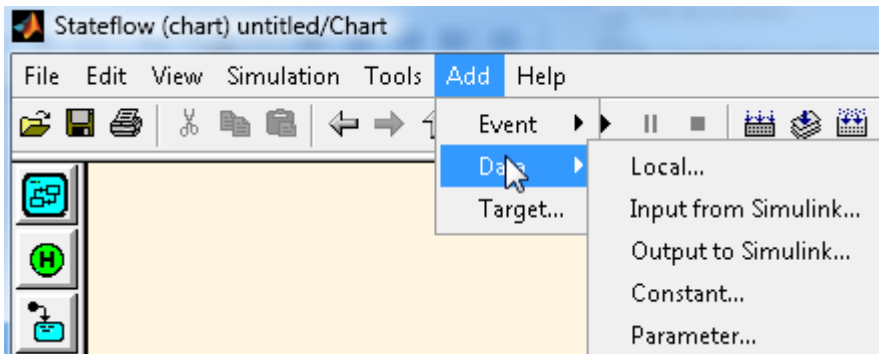 Stateflow (chart) untitled/Chart
File Edit View Simulation Tools Add Help
Event
Data
Target...
Local...
Input from Simulink...
Output to Simulink...
Constant...
Parameter...
H